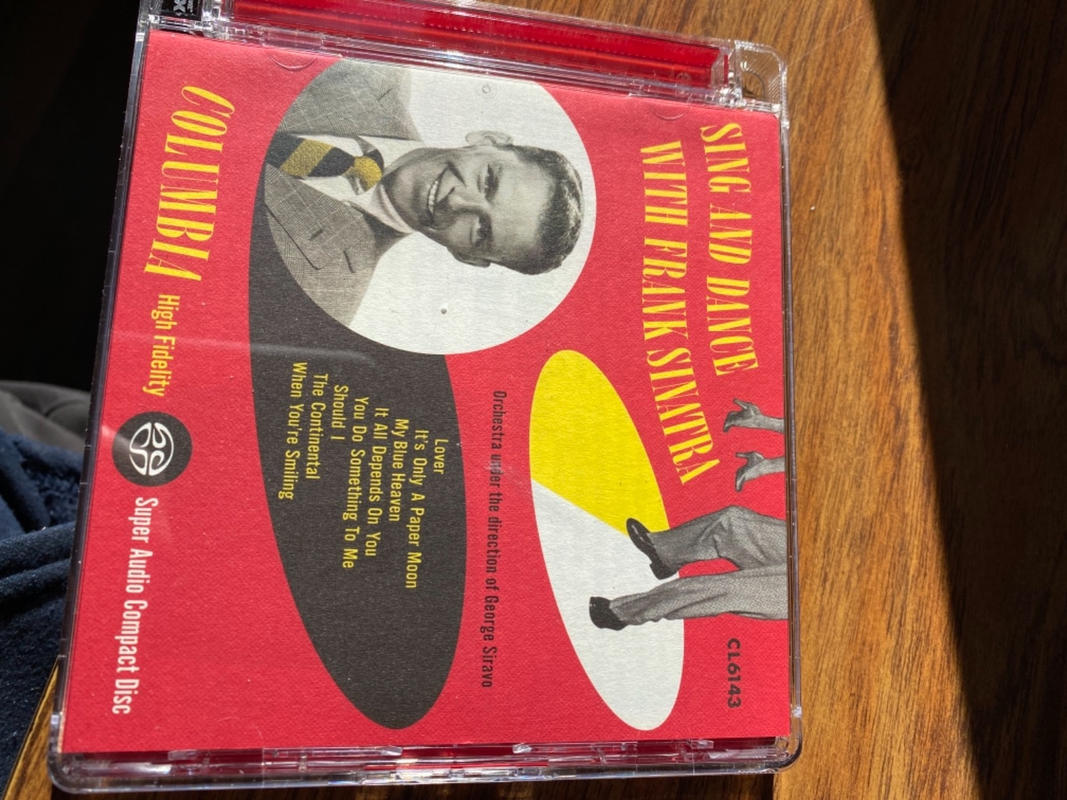 SING AND DANCE
WITH FRANK SINATRA
CL6143
Orchestra under the direction of George Siravo
Lover
It's Only A Paper Moon
My Blue Heaven
It All Depends On You
You Do Something To Me
Should I
The Continental
When You're Smiling
COLUMBIA High Fidelity Super Audio Compact Disc